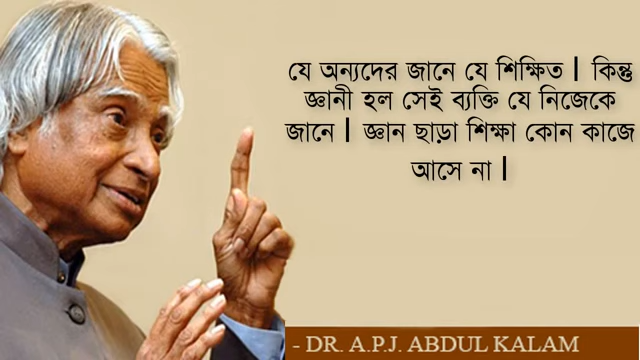 যে অন্যদের জানে যে শিক্ষিত | কিন্তু
জ্ঞানী হল সেই ব্যক্তি যে নিজেকে
জানে | জ্ঞান ছাড়া শিক্ষা কোন কাজে
আসে না |
- DR. A.P.J. ABDUL KALAM